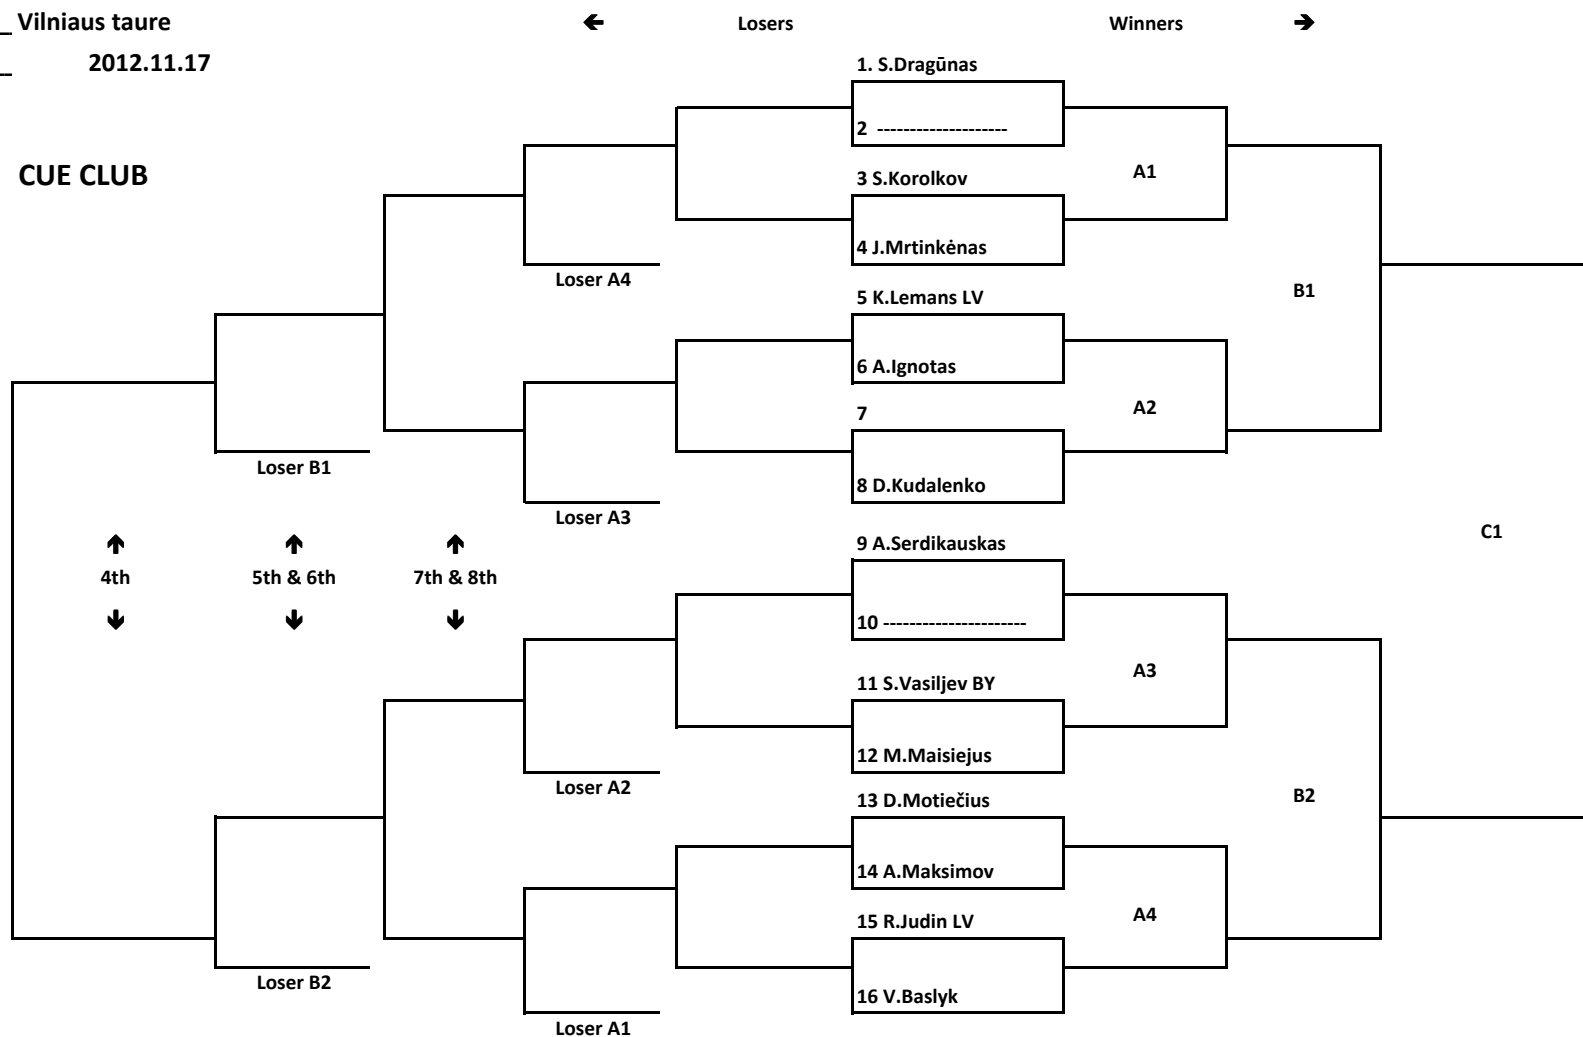 Vilniaus taure
🡸 Losers Winners 🡺
2012.11.17
1. S.Dragūnas
2 --------------------
CUE CLUB
3 S.Korolkov
A1
4 J.Mrtinkėnas
Loser A4
5 K.Lemans LV
B1
6 A.Ignotas
7
A2
Loser B1
8 D.Kudalenko
Loser A3
C1
9 A.Serdikauskas
🡹 🡹 🡹
4th 5th & 6th 7th & 8th
🡻 🡻 🡻
10 ----------------------
A3
11 S.Vasiljev BY
12 M.Maisiejus
Loser A2
13 D.Motiečius
B2
14 A.Maksimov
15 R.Judin LV
A4
Loser B2
16 V.Baslyk
Loser A1